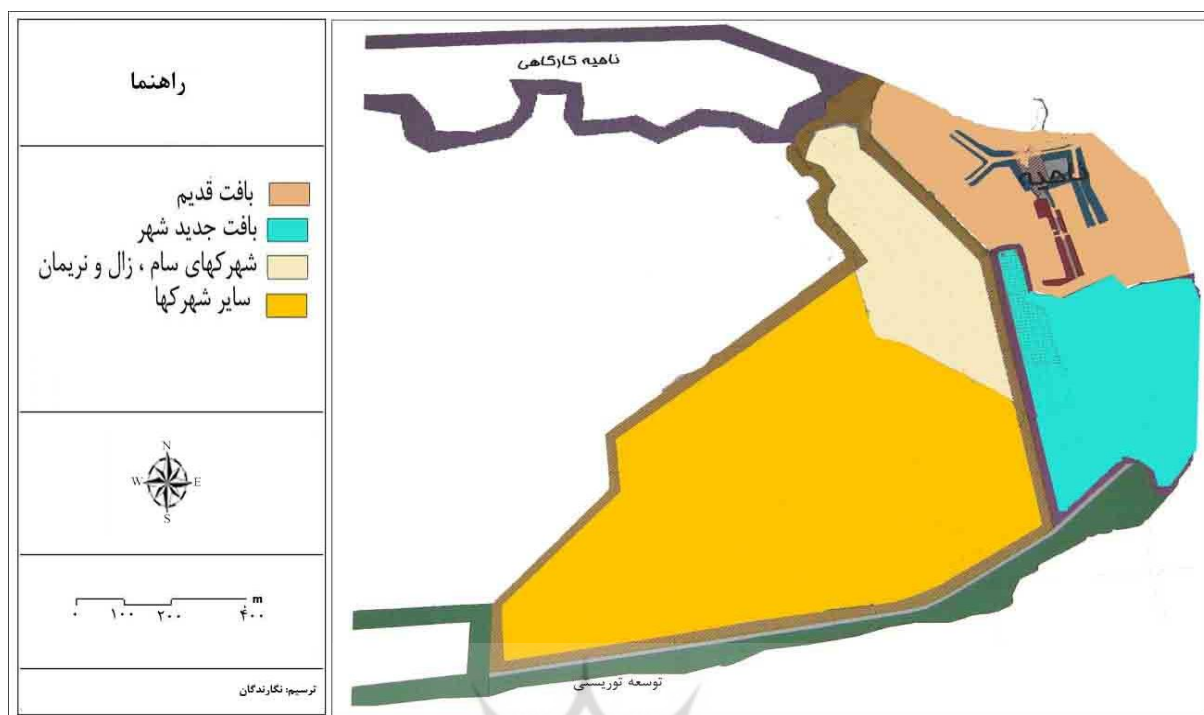 راهنما
بافت قدیم
بافت جدید شهر
شهرکهای سام ، زال و نریمان
سایر شهرکها
N
W E
S
m
۰ ۱۰۰ ۲۰۰ ۴۰۰
ترسیم: نگارندگان
ناحیه کارگاهی
ناحیه
توسعه توریستی